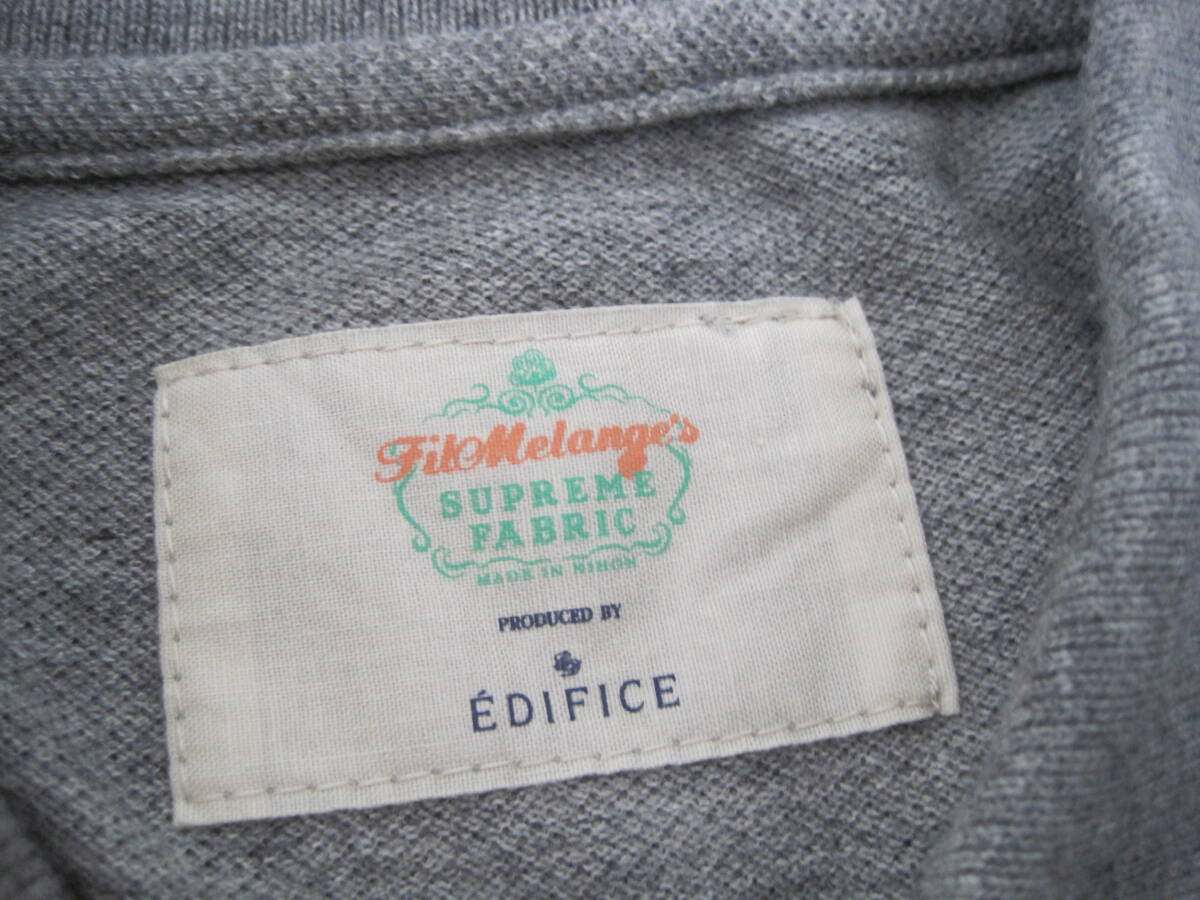 FilMelange's
SUPREME
FABRIC
MADE IN NIHON
PRODUCED BY
ÉDIFICE